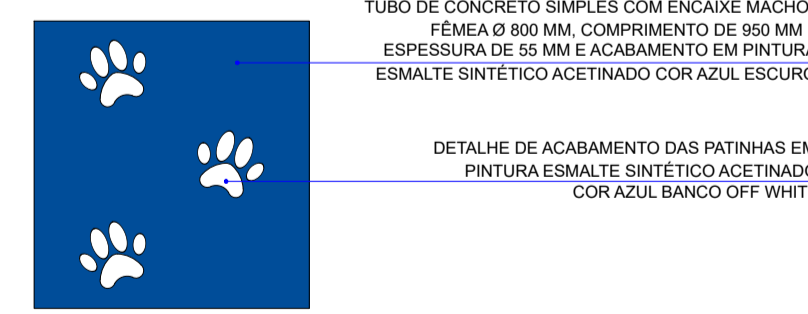 TUBO DE CONCRETO SIMPLES COM ENCAIXE MACHO
FÊMEA Ø 800 MM, COMPRIMENTO DE 950 MM
ESPESSURA DE 55 MM E ACABAMENTO EM PINTURA
ESMALTE SINTÉTICO ACETINADO COR AZUL ESCURO
DETALHE DE ACABAMENTO DAS PATINHAS EM
PINTURA ESMALTE SINTÉTICO ACETINADO
COR AZUL BANCO OFF WHIT